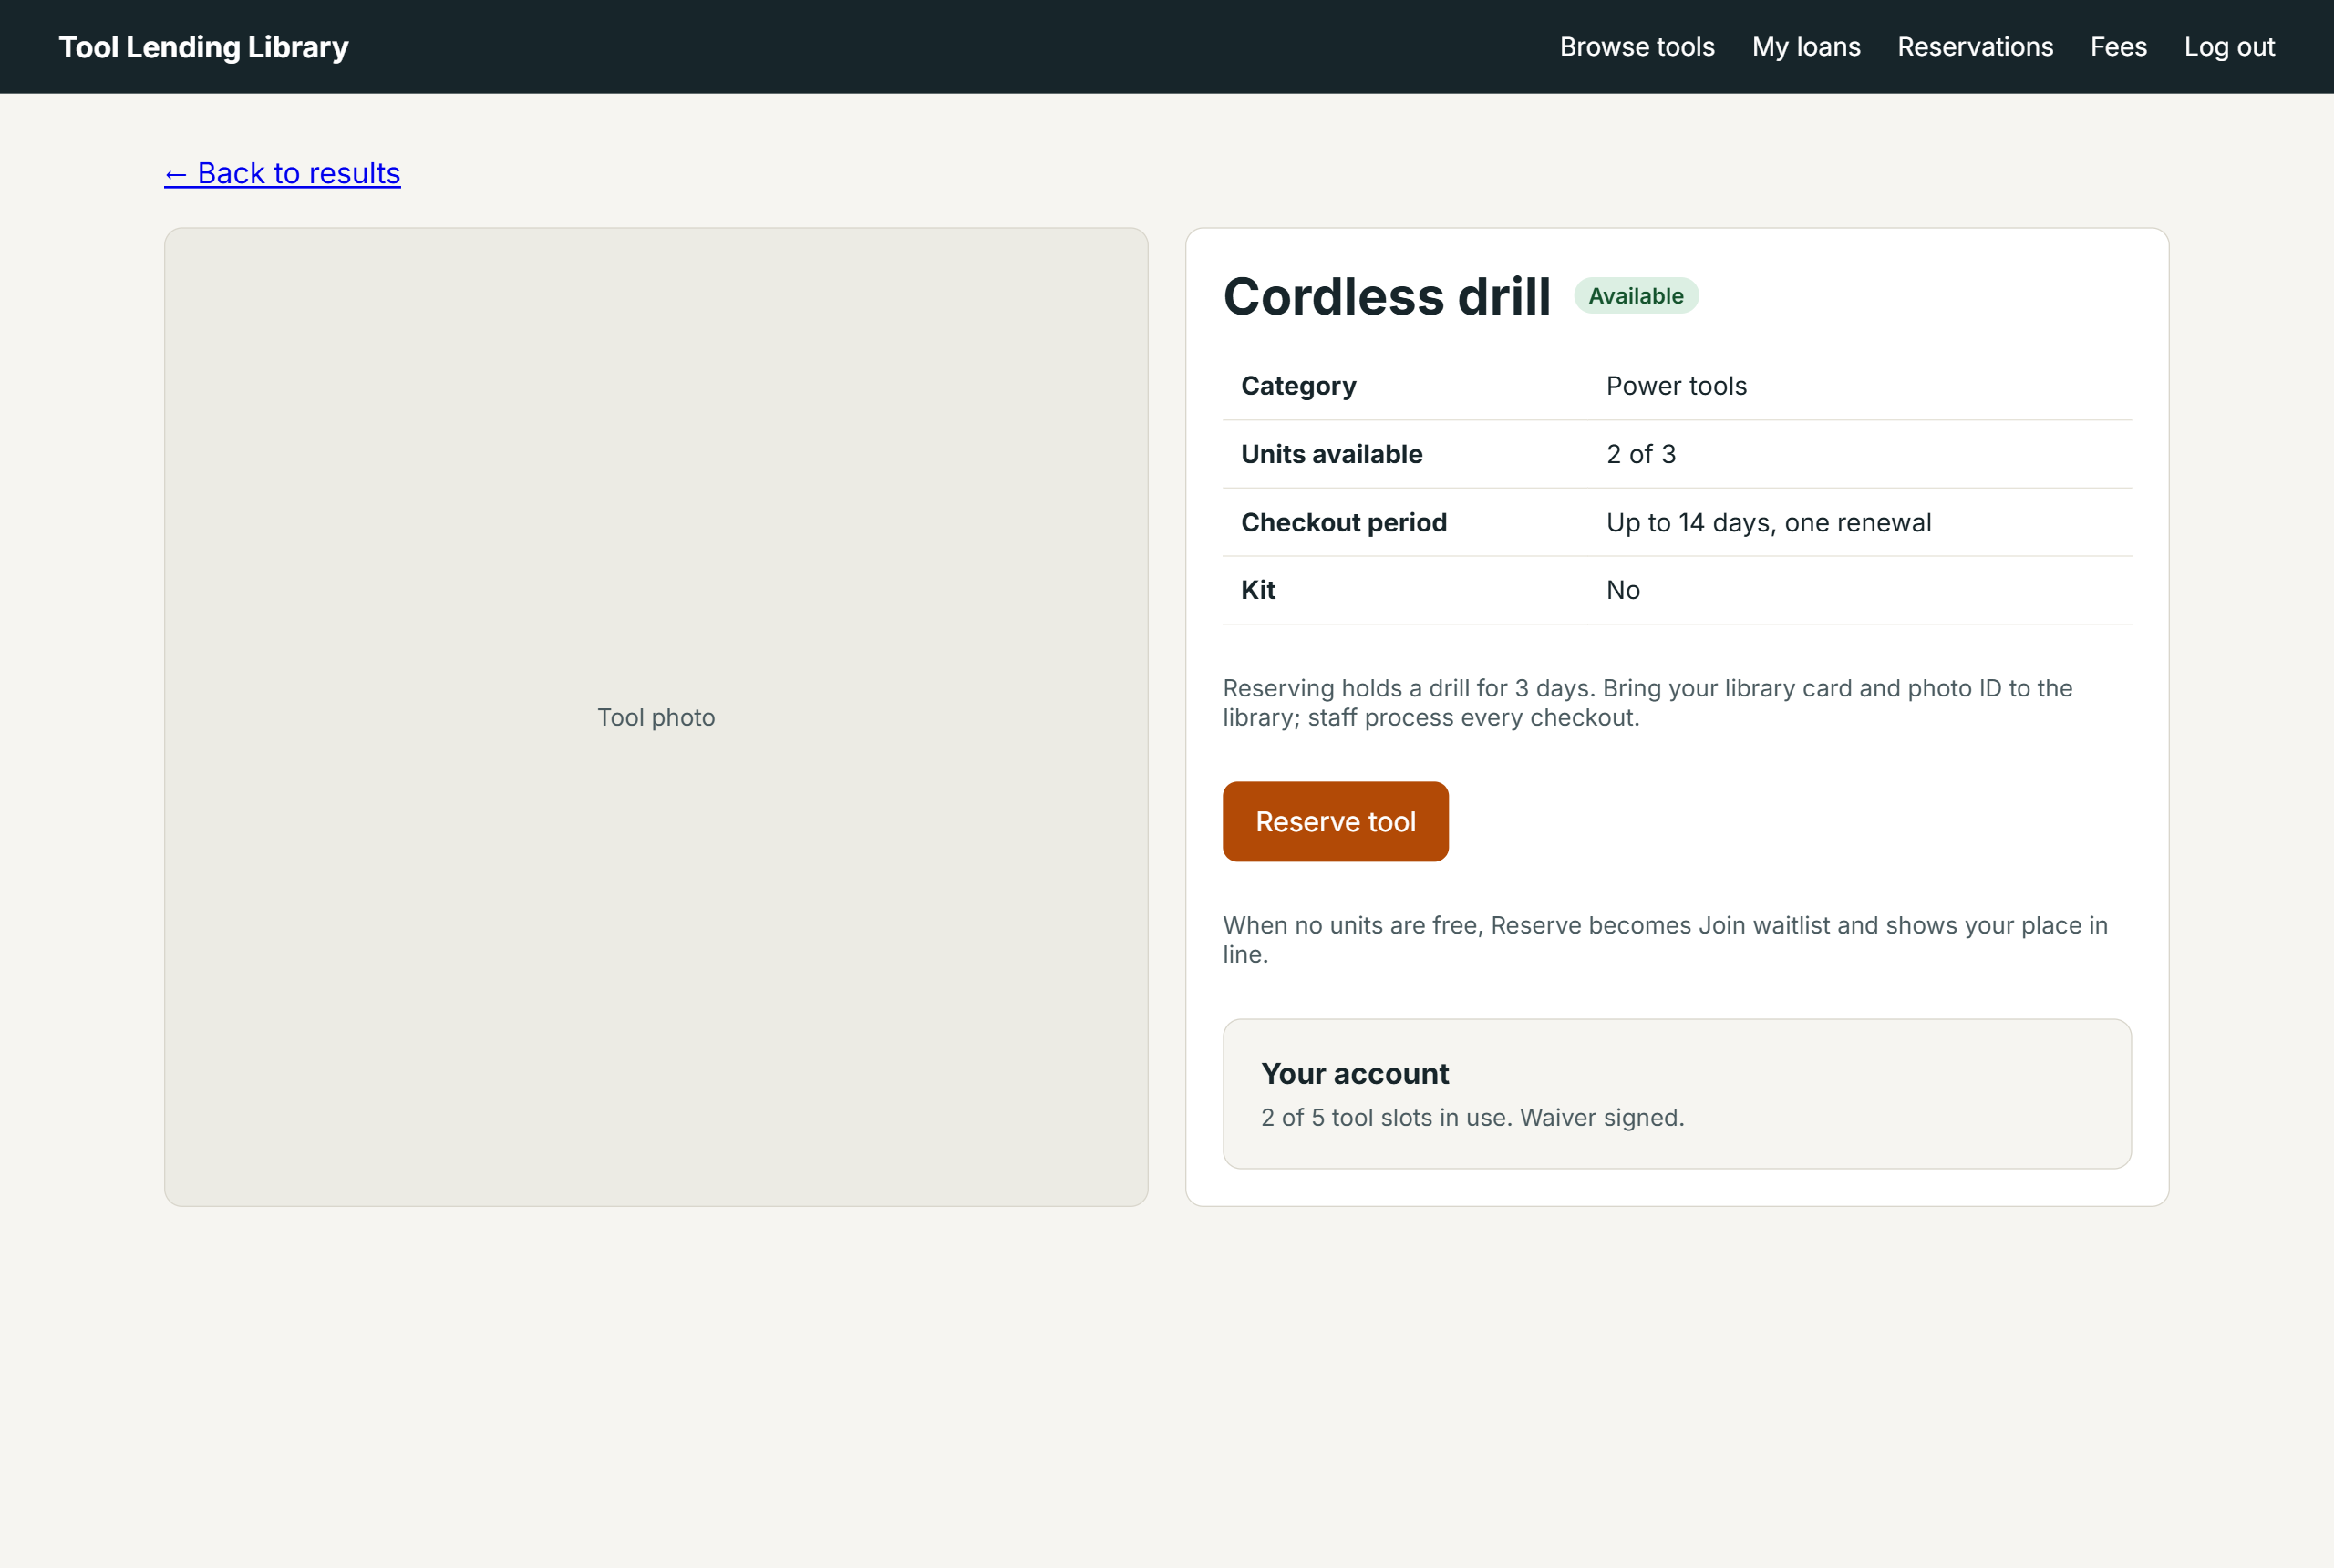 Tool Lending Library
Browse tools My loans Reservations Fees Log out
← Back to results
Tool photo
Cordless drill Available
Category Power tools
Units available 2 of 3
Checkout period Up to 14 days, one renewal
Kit No
Reserving holds a drill for 3 days. Bring your library card and photo ID to the
library; staff process every checkout.
Reserve tool
When no units are free, Reserve becomes Join waitlist and shows your place in
line.
Your account
2 of 5 tool slots in use. Waiver signed.